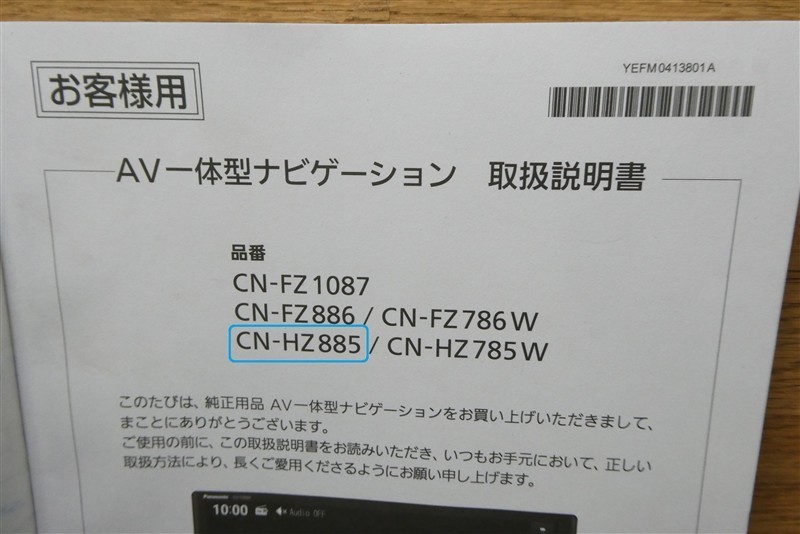 お客様用
YEFM0413801A
AV一体型ナビゲーション 取扱説明書
品番
CN-FZ1087
CN-FZ886 / CN-FZ786W
CN-HZ885 / CN-HZ785W
このたびは、純正用品 AV一体型ナビゲーションをお買い上げいただきまして、
まことにありがとうございます。
ご使用の前に、この取扱説明書をお読みいただき、いつもお手元において、正しい
取扱方法により、長くご愛用くださるようにお願い申し上げます。
Panasonic
10:00 Audio OFF